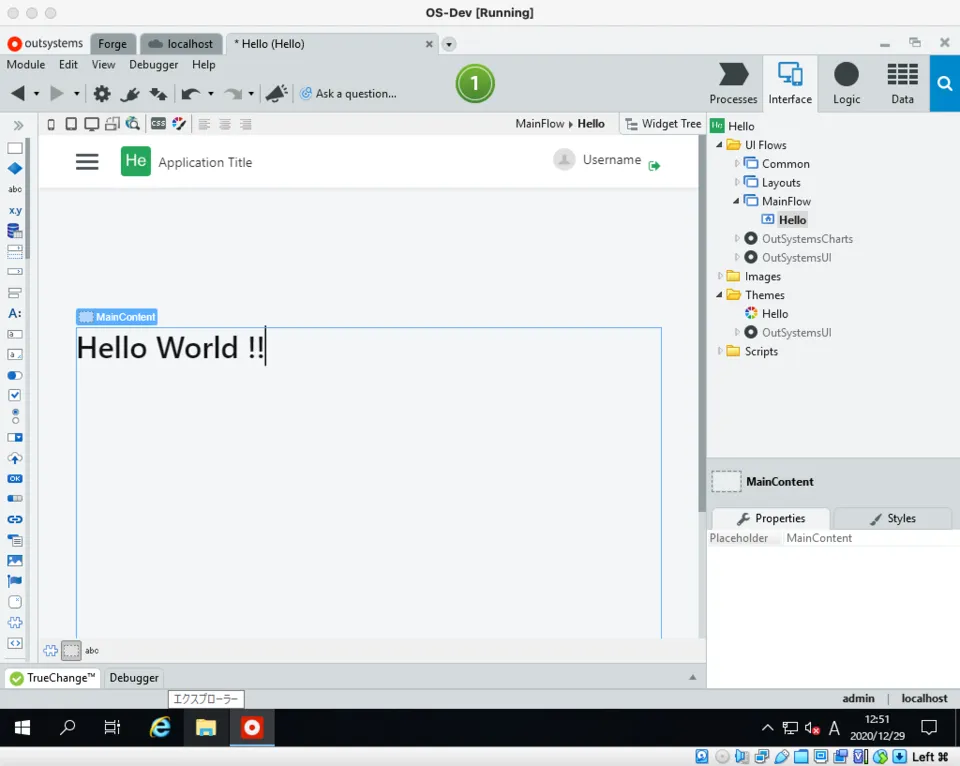 OS-Dev [Running]
outsystems
Forge
localhost
* Hello (Hello)
Module Edit View Debugger Help
Ask a question...
1
Processes
Interface
Logic
Data
CSS
MainFlow Hello
Widget Tree
He Application Title
Username
MainContent
Hello World !!
abc
x.y
A:
OK
He Hello
UI Flows
Common
Layouts
MainFlow
Hello
OutSystemsCharts
OutSystemsUI
Images
Themes
Hello
OutSystemsUI
Scripts
MainContent
Properties
Styles
Placeholder MainContent
abc
TrueChange™
Debugger
エクスプローラー
admin | localhost
A
12:51
2020/12/29
Left ⌘